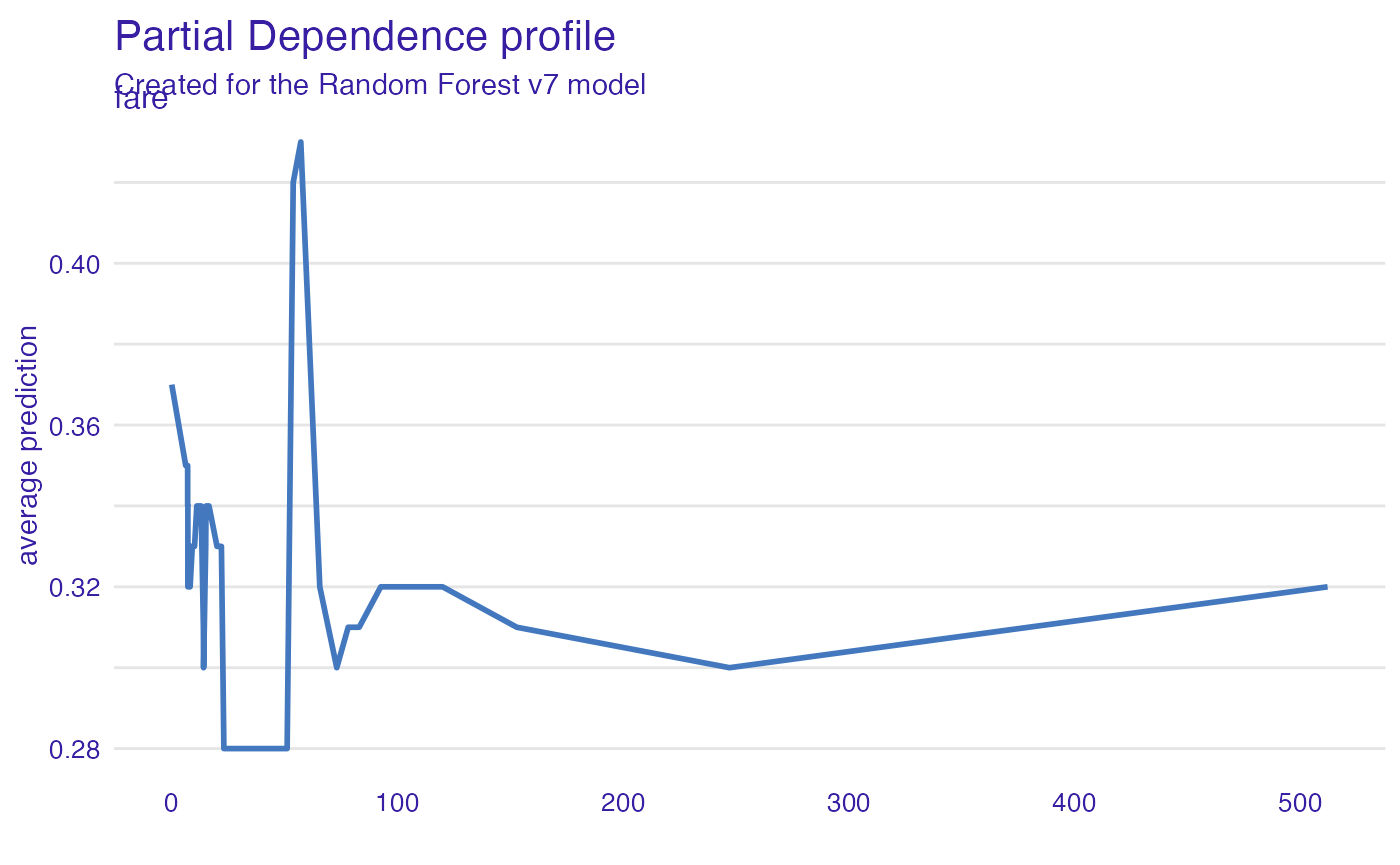 Partial Dependence profile
Created for the Random Forest v7 model
fare
average prediction
0.40
0.36
0.32
0.28
0 100 200 300 400 500